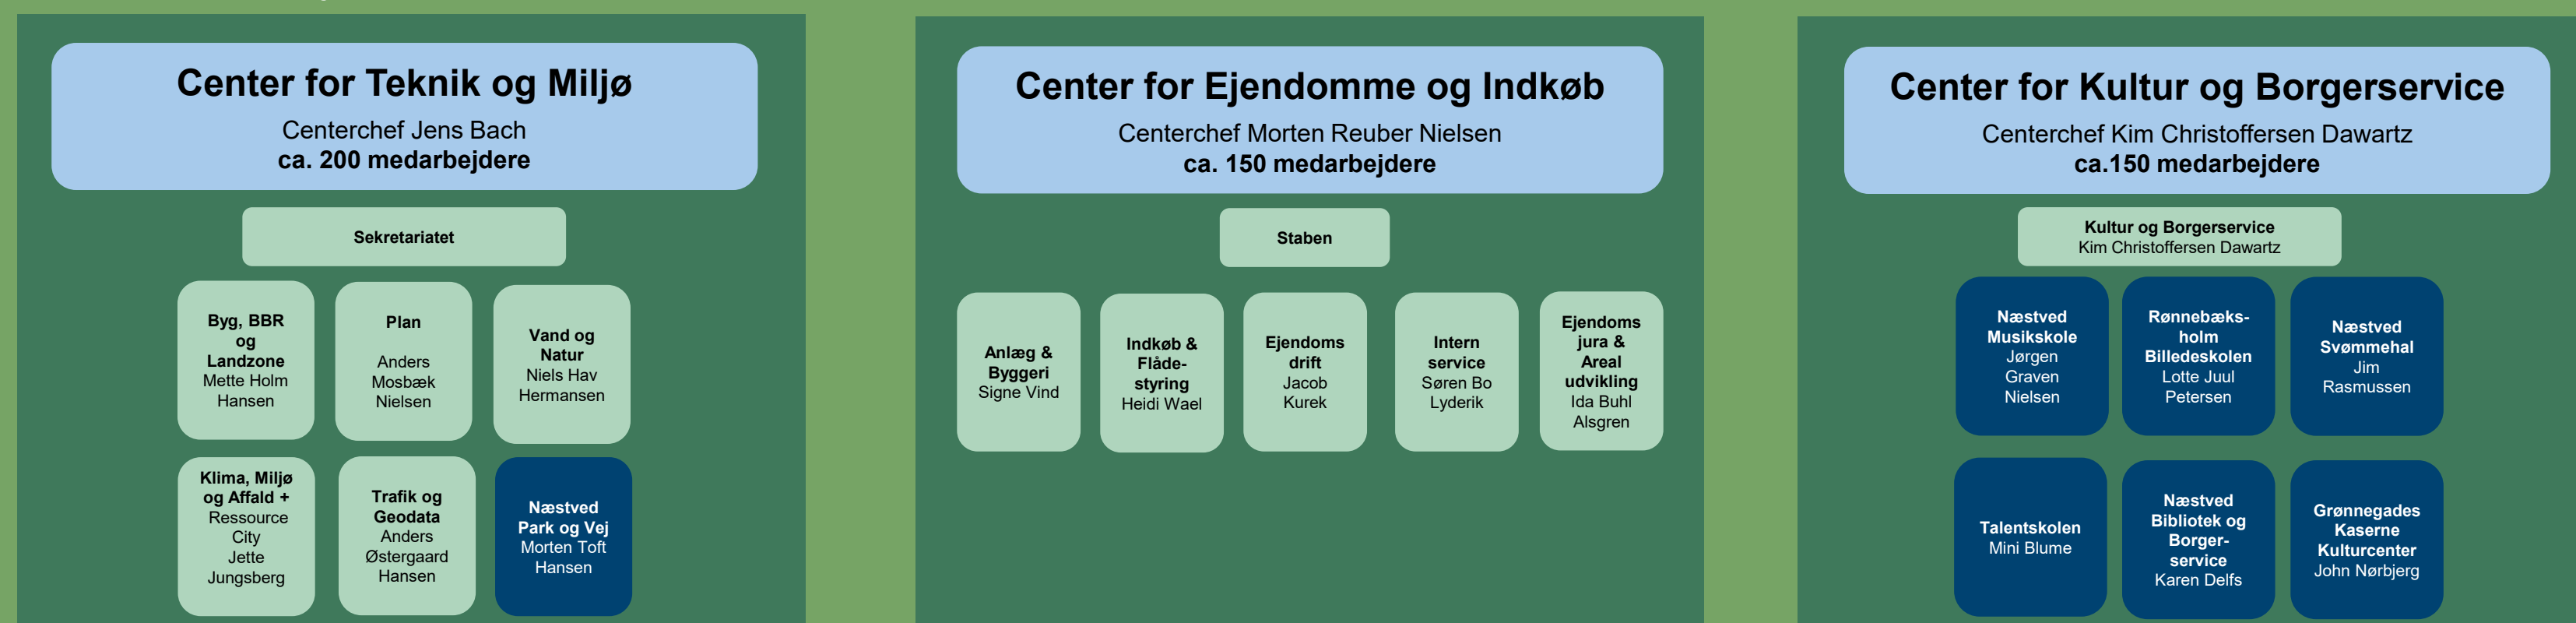 Center for Teknik og Miljø
Centerchef Jens Bach
ca. 200 medarbejdere
Sekretariatet
Byg, BBR
og
Landzone
Mette Holm
Hansen
Plan
Anders
Mosbæk
Nielsen
Vand og
Natur
Niels Hav
Hermansen
Klima, Miljø
og Affald +
Ressource
City
Jette
Jungsberg
Trafik og
Geodata
Anders
Østergaard
Hansen
Næstved
Park og Vej
Morten Toft
Hansen
Center for Ejendomme og Indkøb
Centerchef Morten Reuber Nielsen
ca. 150 medarbejdere
Staben
Anlæg &
Byggeri
Signe Vind
Indkøb &
Flåde-
styring
Heidi Wael
Ejendoms
drift
Jacob
Kurek
Intern
service
Søren Bo
Lyderik
Ejendoms
jura &
Areal
udvikling
Ida Buhl
Alsgren
Center for Kultur og Borgerservice
Centerchef Kim Christoffersen Dawartz
ca.150 medarbejdere
Kultur og Borgerservice
Kim Christoffersen Dawartz
Næstved
Musikskole
Jørgen
Graven
Nielsen
Rønnebæks-
holm
Billedeskolen
Lotte Juul
Petersen
Næstved
Svømmehal
Jim
Rasmussen
Talentskolen
Mini Blume
Næstved
Bibliotek og
Borger-
service
Karen Delfs
Grønnegades
Kaserne
Kulturcenter
John Nørbjerg